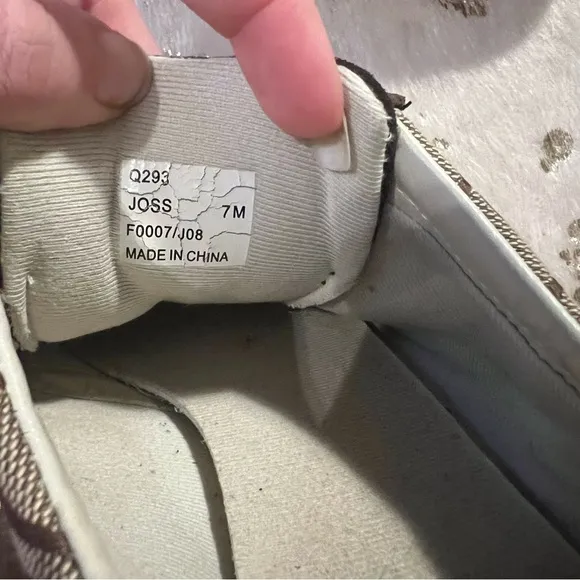 Q293
JOSS 7M
F0007/J08
MADE IN CHINA